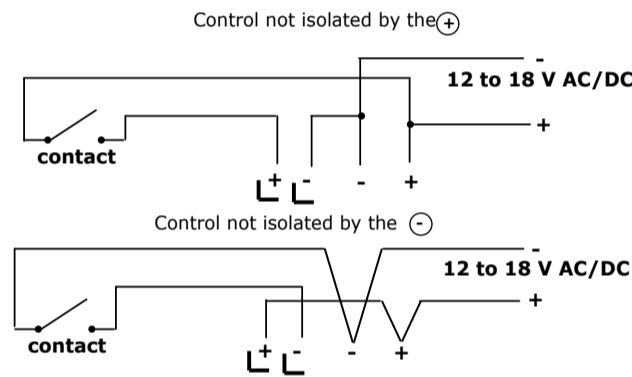 Control not isolated by the +
-
12 to 18 V AC/DC
+
contact
+ - - +
Control not isolated by the -
-
12 to 18 V AC/DC
+
contact
+ - - +